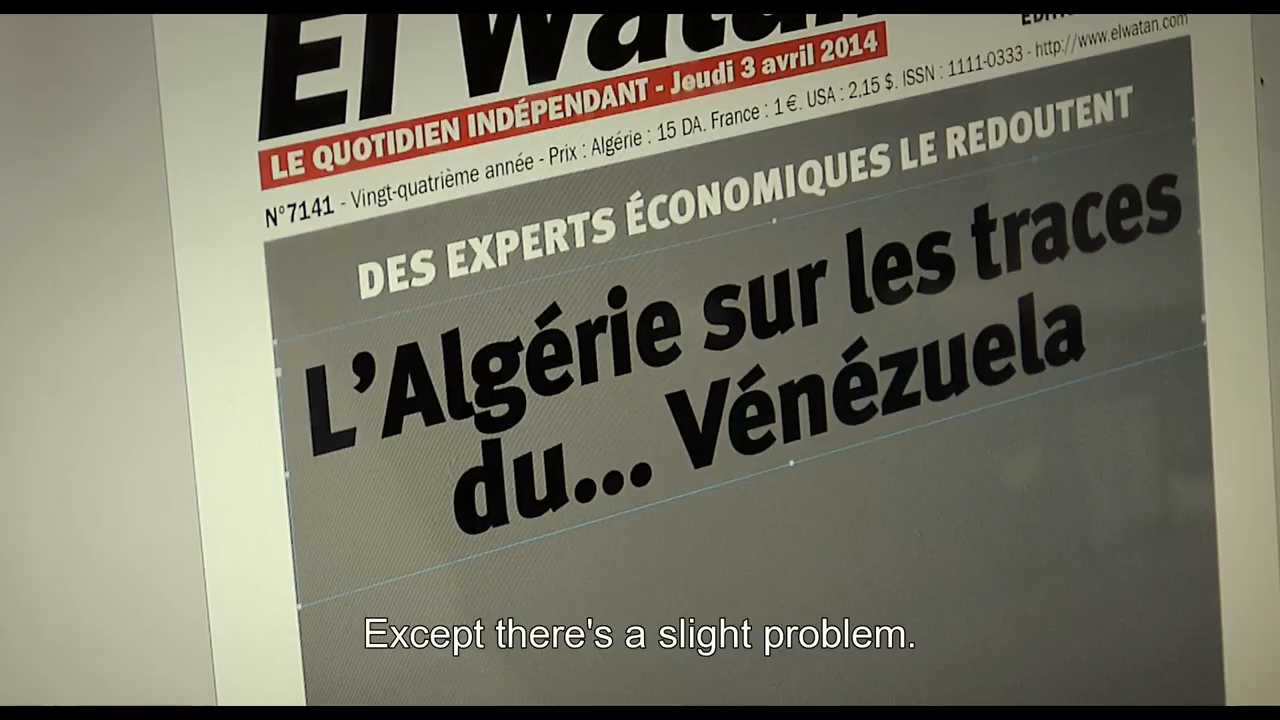 El Watan
ÉDIT
LE QUOTIDIEN INDÉPENDANT - Jeudi 3 avril 2014
N°7141 - Vingt-quatrième année - Prix : Algérie : 15 DA. France : 1 €. USA : 2,15 $. ISSN : 1111-0333 - http://www.elwatan.com
DES EXPERTS ÉCONOMIQUES LE REDOUTENT
L'Algérie sur les traces
du... Vénézuela
Except there's a slight problem.